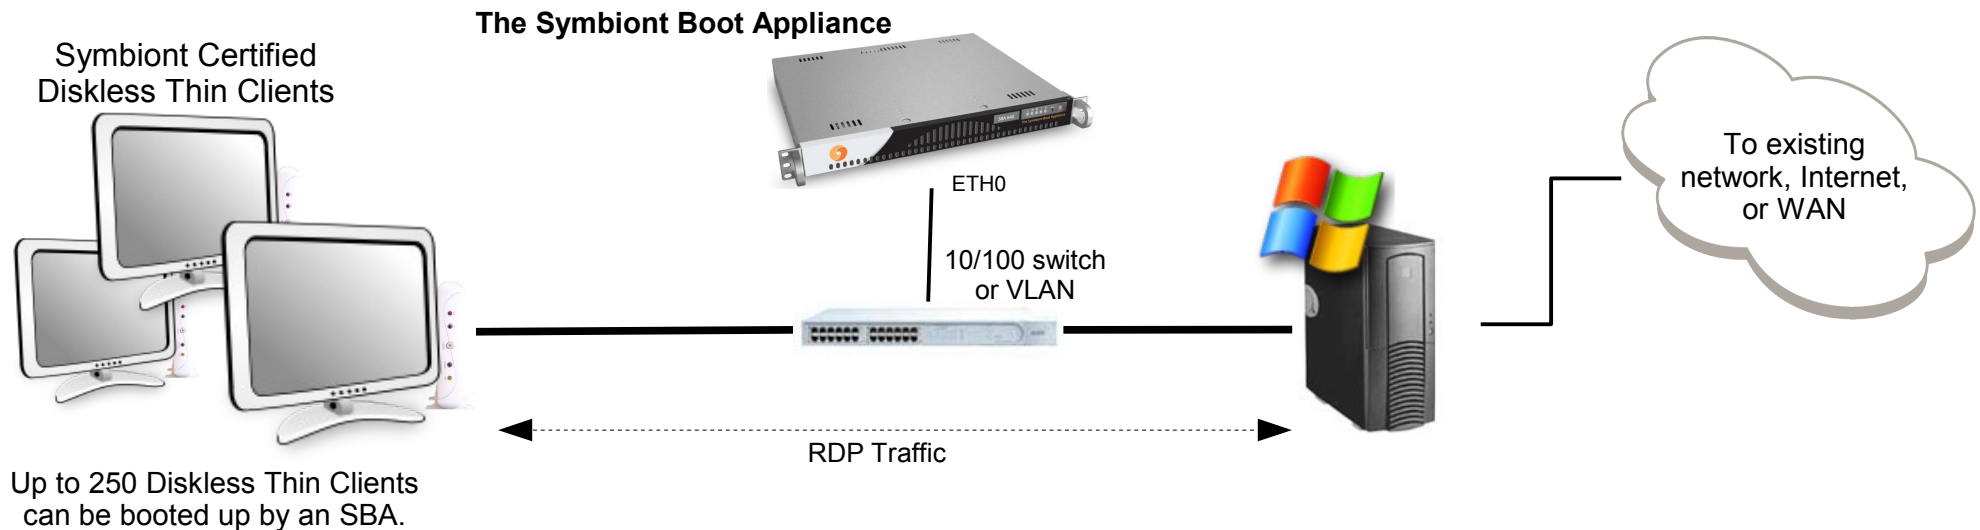 The Symbiont Boot Appliance
Symbiont Certified
Diskless Thin Clients
ETH0
10/100 switch
or VLAN
To existing
network, Internet,
or WAN
RDP Traffic
Up to 250 Diskless Thin Clients
can be booted up by an SBA.